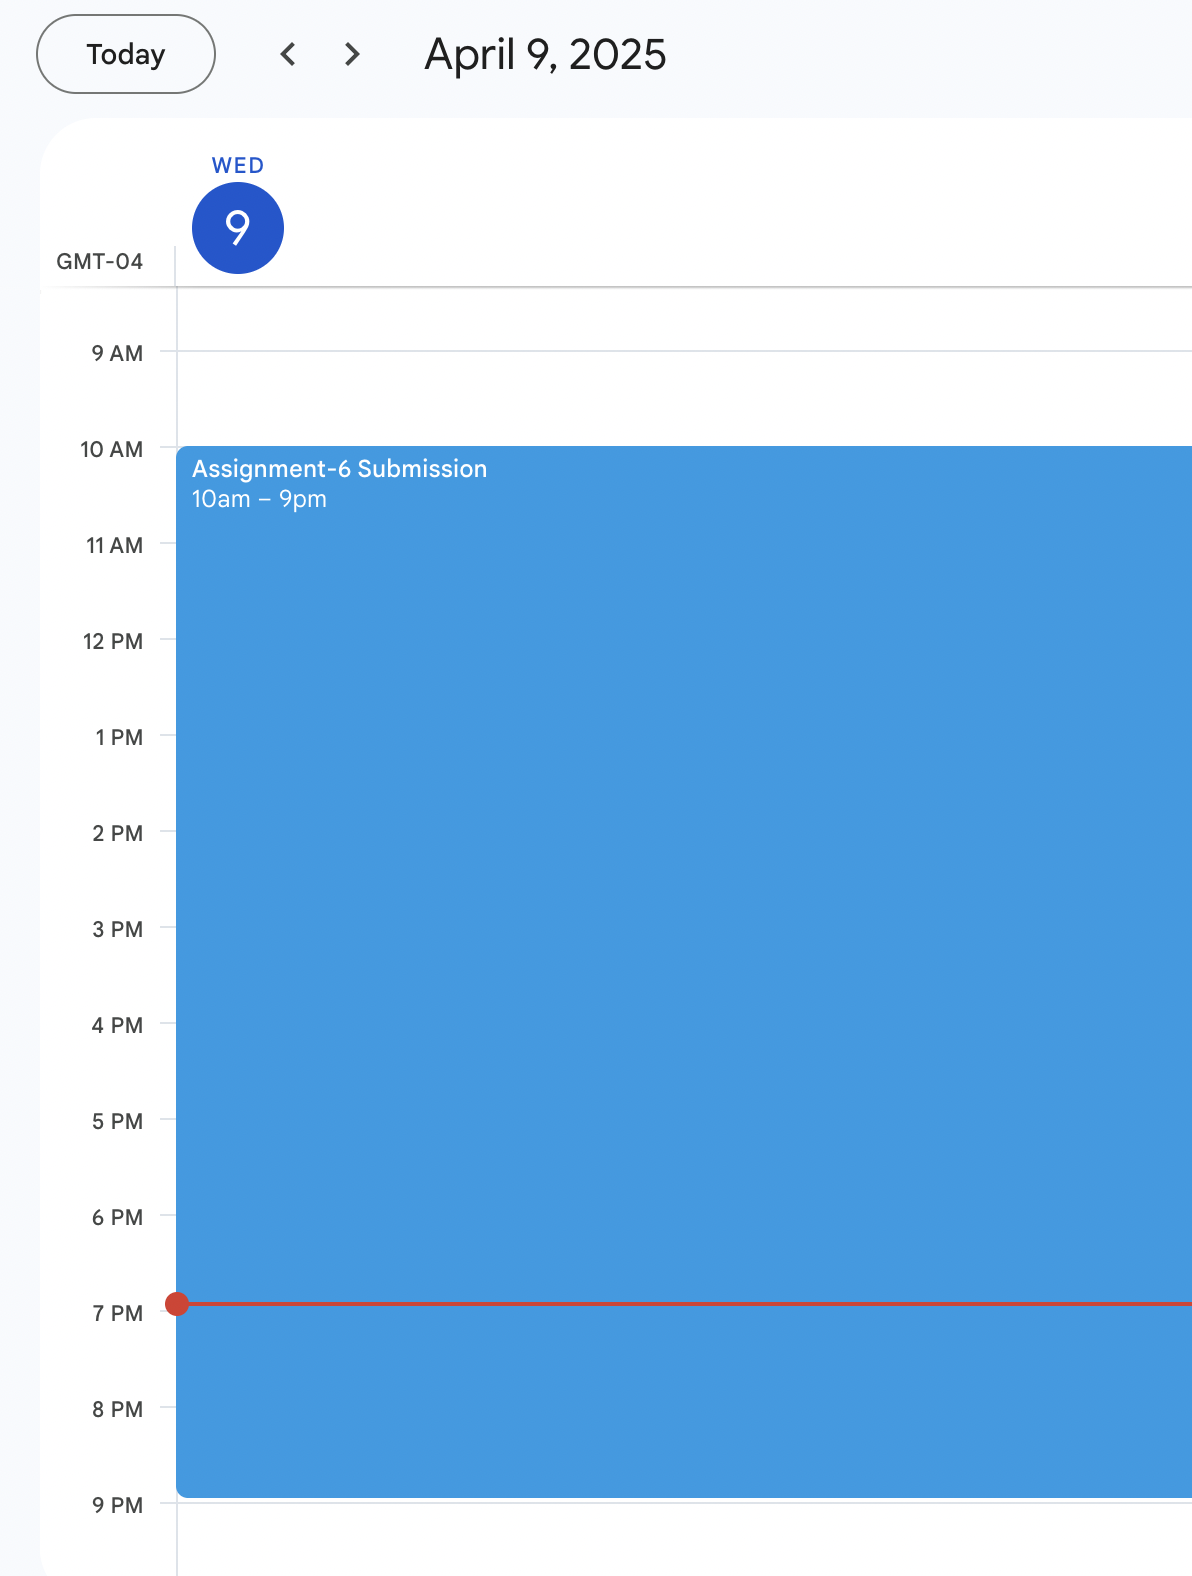 Today
April 9, 2025
WED
9
GMT-04
9 AM
10 AM
Assignment-6 Submission
10am – 9pm
11 AM
12 PM
1 PM
2 PM
3 PM
4 PM
5 PM
6 PM
7 PM
8 PM
9 PM